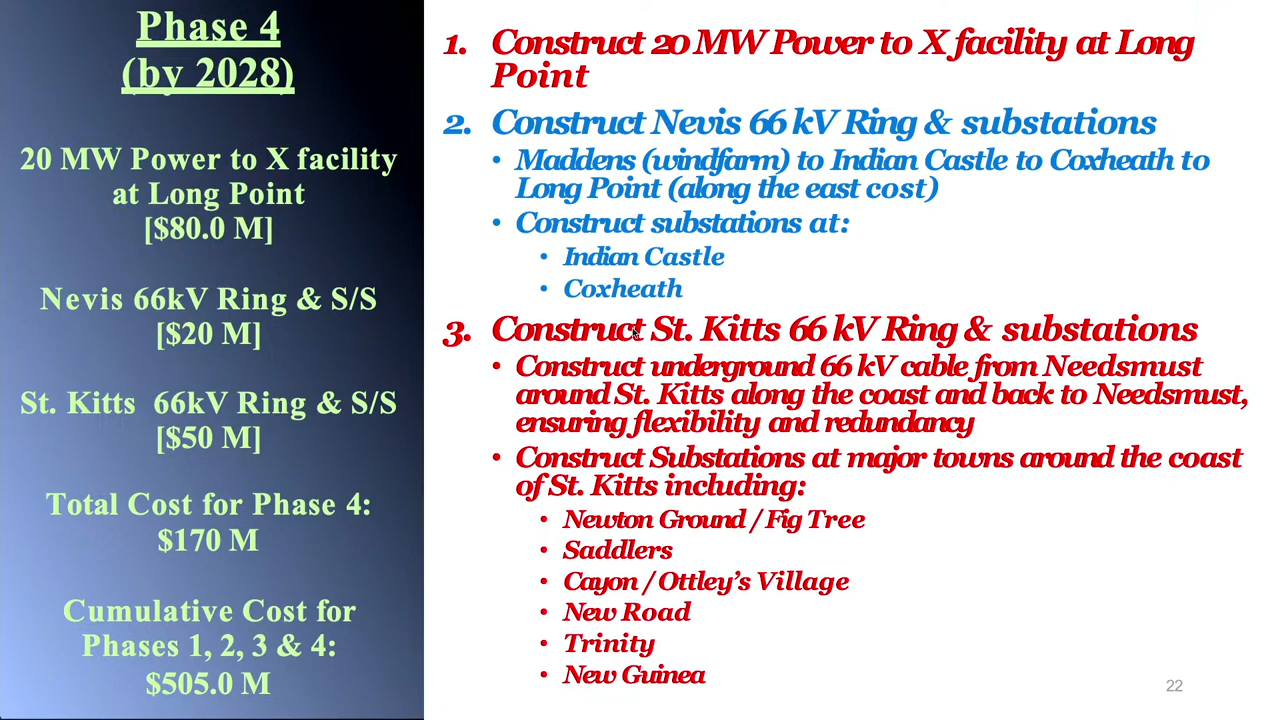 Phase 4
(by 2028)
20 MW Power to X facility
at Long Point
[$80.0 M]
Nevis 66kV Ring & S/S
[$20 M]
St. Kitts 66kV Ring & S/S
[$50 M]
Total Cost for Phase 4:
$170 M
Cumulative Cost for
Phases 1, 2, 3 & 4:
$505.0 M
1. Construct 20 MW Power to X facility at Long
Point
2. Construct Nevis 66 kV Ring & substations
• Maddens (windfarm) to Indian Castle to Coxheath to
Long Point (along the east cost)
• Construct substations at:
• Indian Castle
• Coxheath
3. Construct St. Kitts 66 kV Ring & substations
• Construct underground 66 kV cable from Needsmust
around St. Kitts along the coast and back to Needsmust,
ensuring flexibility and redundancy
• Construct Substations at major towns around the coast
of St. Kitts including:
• Newton Ground / Fig Tree
• Saddlers
• Cayon / Ottley's Village
• New Road
• Trinity
• New Guinea
22